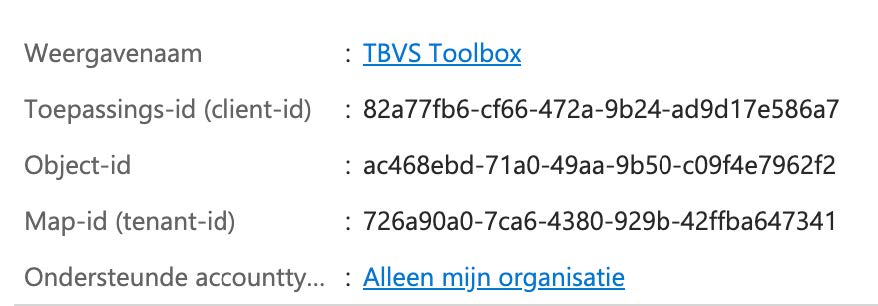 Weergavenaam : TBVS Toolbox
Toepassings-id (client-id) : 82a77fb6-cf66-472a-9b24-ad9d17e586a7
Object-id : ac468ebd-71a0-49aa-9b50-c09f4e7962f2
Map-id (tenant-id) : 726a90a0-7ca6-4380-929b-42ffba647341
Ondersteunde accountty... : Alleen mijn organisatie